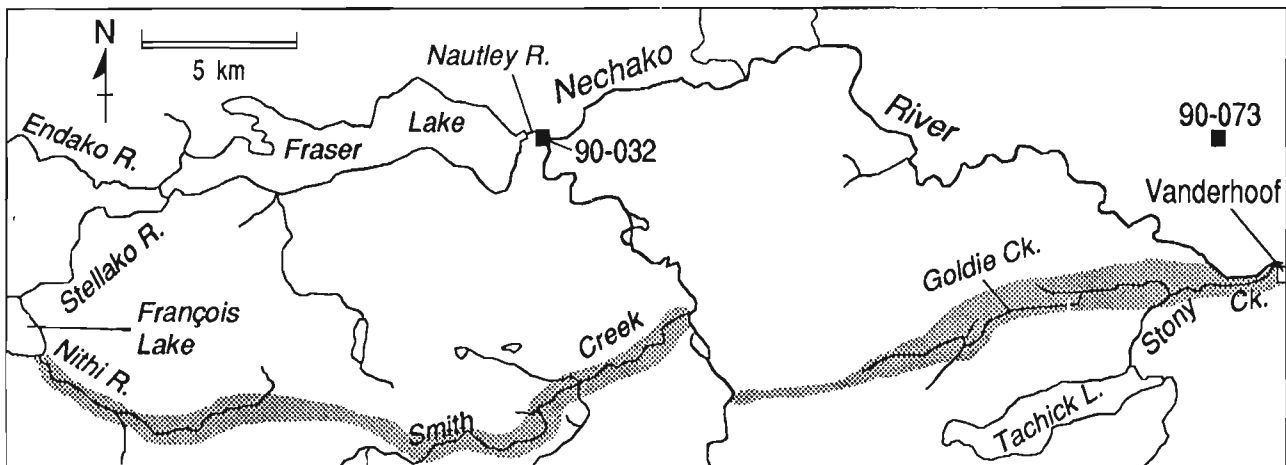 N
5 km
Nautley R.
Nechako
River
90-073
Endako R.
Fraser
Lake
90-032
Vanderhoof
Stellako R.
Goldie Ck.
François
Lake
Stony
Ck.
Nithi R.
Creek
Smith
Tachick L.